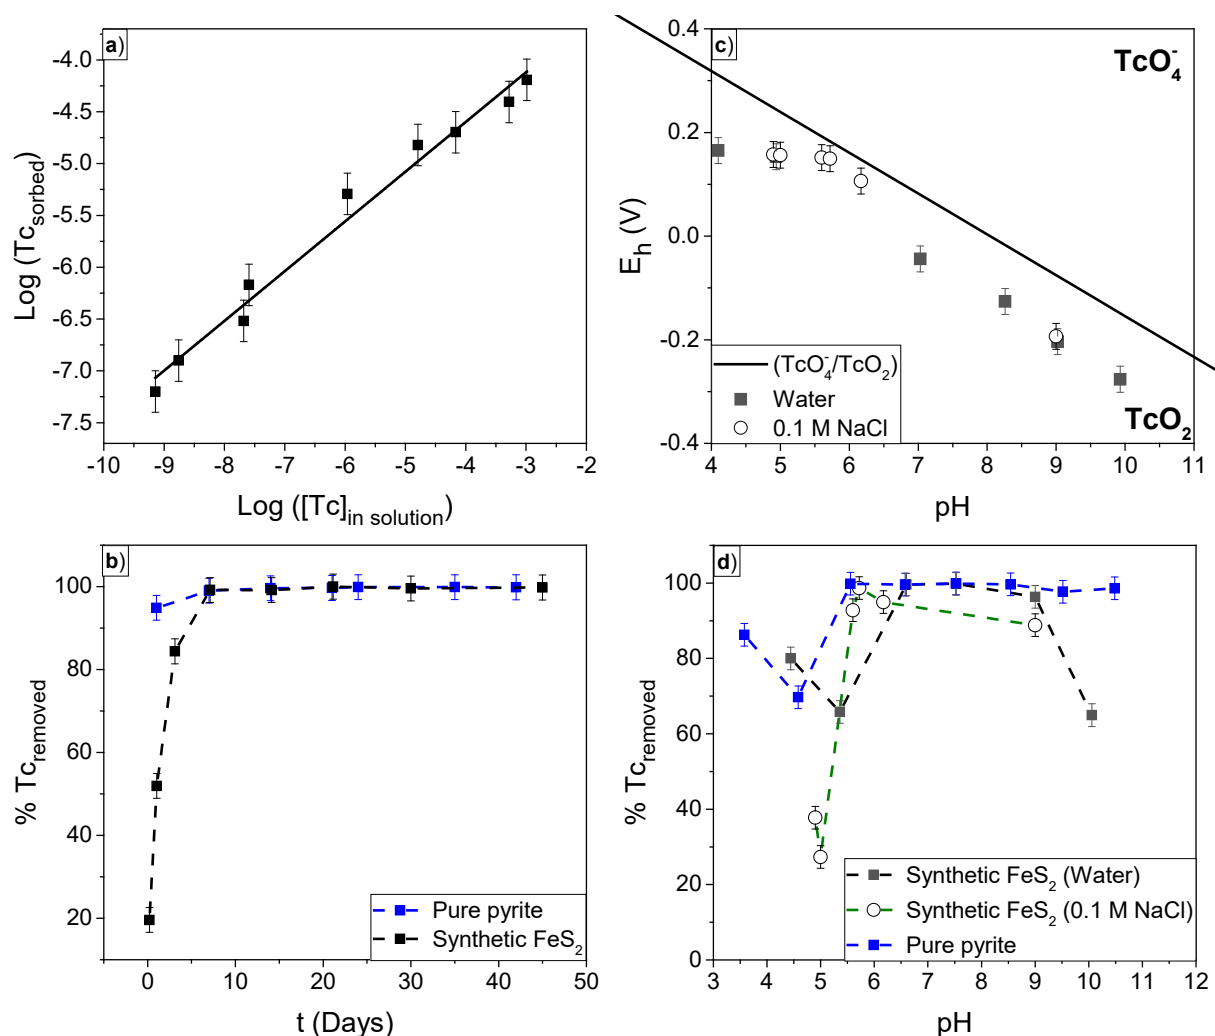 a)
-4.0
-4.5
-5.0
-5.5
-6.0
-6.5
-7.0
-7.5
Log (Tc_sorbed)
-10 -9 -8 -7 -6 -5 -4 -3 -2
Log ([Tc]_in solution)
c)
TcO₄⁻
0.4
0.2
0.0
-0.2
-0.4
E_h (V)
(TcO₄⁻/TcO₂)
Water
0.1 M NaCl
TcO₂
4 5 6 7 8 9 10 11
pH
b)
100
80
60
40
20
% Tc_removed
Pure pyrite
Synthetic FeS₂
0 10 20 30 40 50
t (Days)
d)
100
80
60
40
20
0
% Tc_removed
Synthetic FeS₂ (Water)
Synthetic FeS₂ (0.1 M NaCl)
Pure pyrite
3 4 5 6 7 8 9 10 11 12
pH